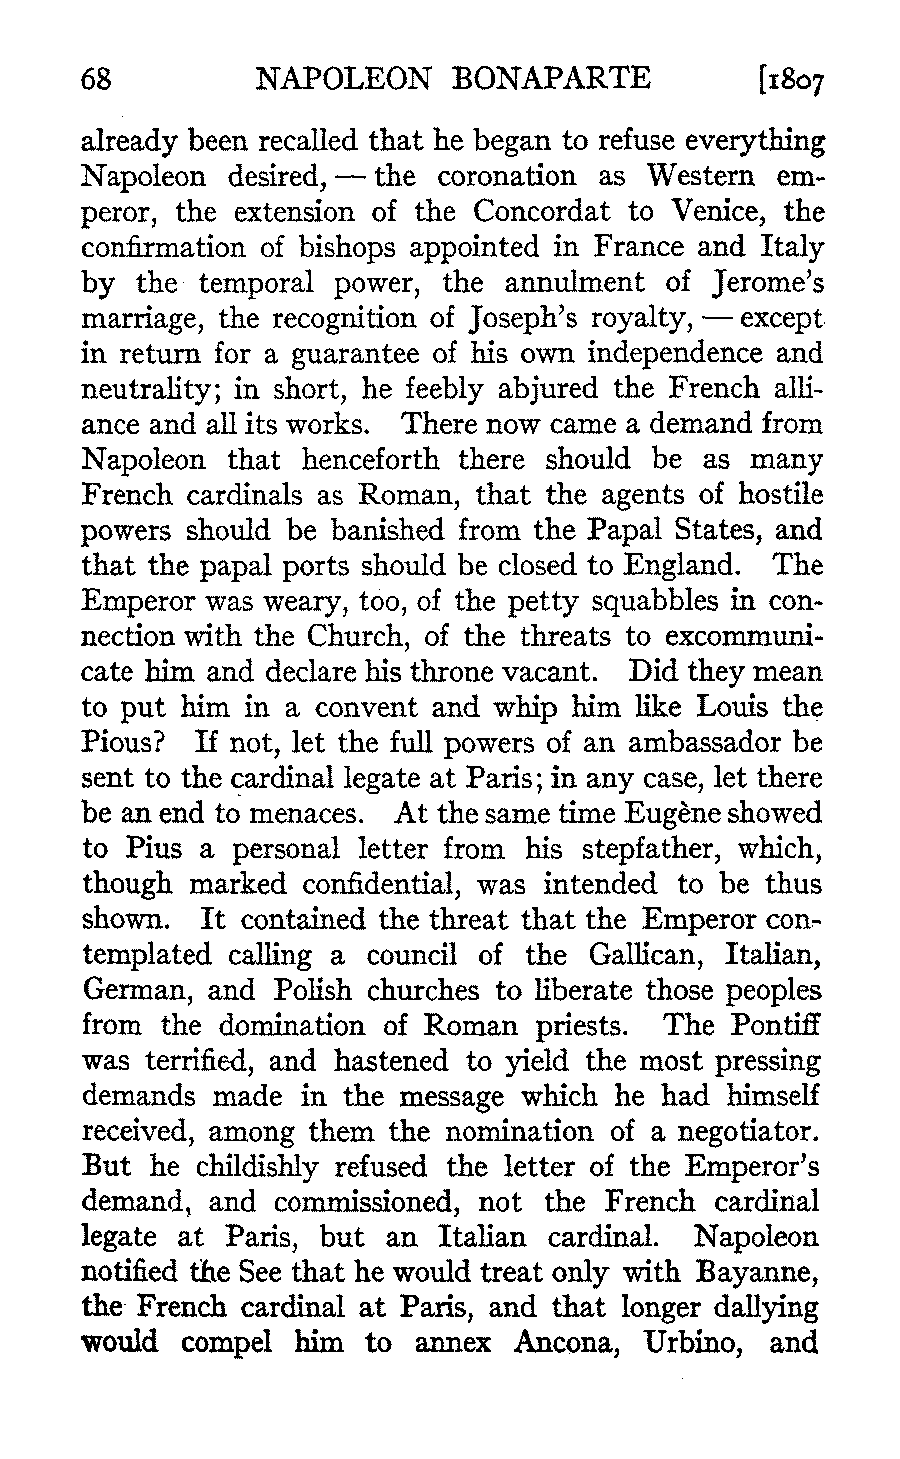 68 NAPOLEON BONAPARTE [1807
already been recalled that he began to refuse everything
Napoleon desired, — the coronation as Western em-
peror, the extension of the Concordat to Venice, the
confirmation of bishops appointed in France and Italy
by the temporal power, the annulment of Jerome's
marriage, the recognition of Joseph's royalty, — except
in return for a guarantee of his own independence and
neutrality; in short, he feebly abjured the French alli-
ance and all its works. There now came a demand from
Napoleon that henceforth there should be as many
French cardinals as Roman, that the agents of hostile
powers should be banished from the Papal States, and
that the papal ports should be closed to England. The
Emperor was weary, too, of the petty squabbles in con-
nection with the Church, of the threats to excommuni-
cate him and declare his throne vacant. Did they mean
to put him in a convent and whip him like Louis the
Pious? If not, let the full powers of an ambassador be
sent to the cardinal legate at Paris; in any case, let there
be an end to menaces. At the same time Eugène showed
to Pius a personal letter from his stepfather, which,
though marked confidential, was intended to be thus
shown. It contained the threat that the Emperor con-
templated calling a council of the Gallican, Italian,
German, and Polish churches to liberate those peoples
from the domination of Roman priests. The Pontiff
was terrified, and hastened to yield the most pressing
demands made in the message which he had himself
received, among them the nomination of a negotiator.
But he childishly refused the letter of the Emperor's
demand, and commissioned, not the French cardinal
legate at Paris, but an Italian cardinal. Napoleon
notified the See that he would treat only with Bayanne,
the French cardinal at Paris, and that longer dallying
would compel him to annex Ancona, Urbino, and